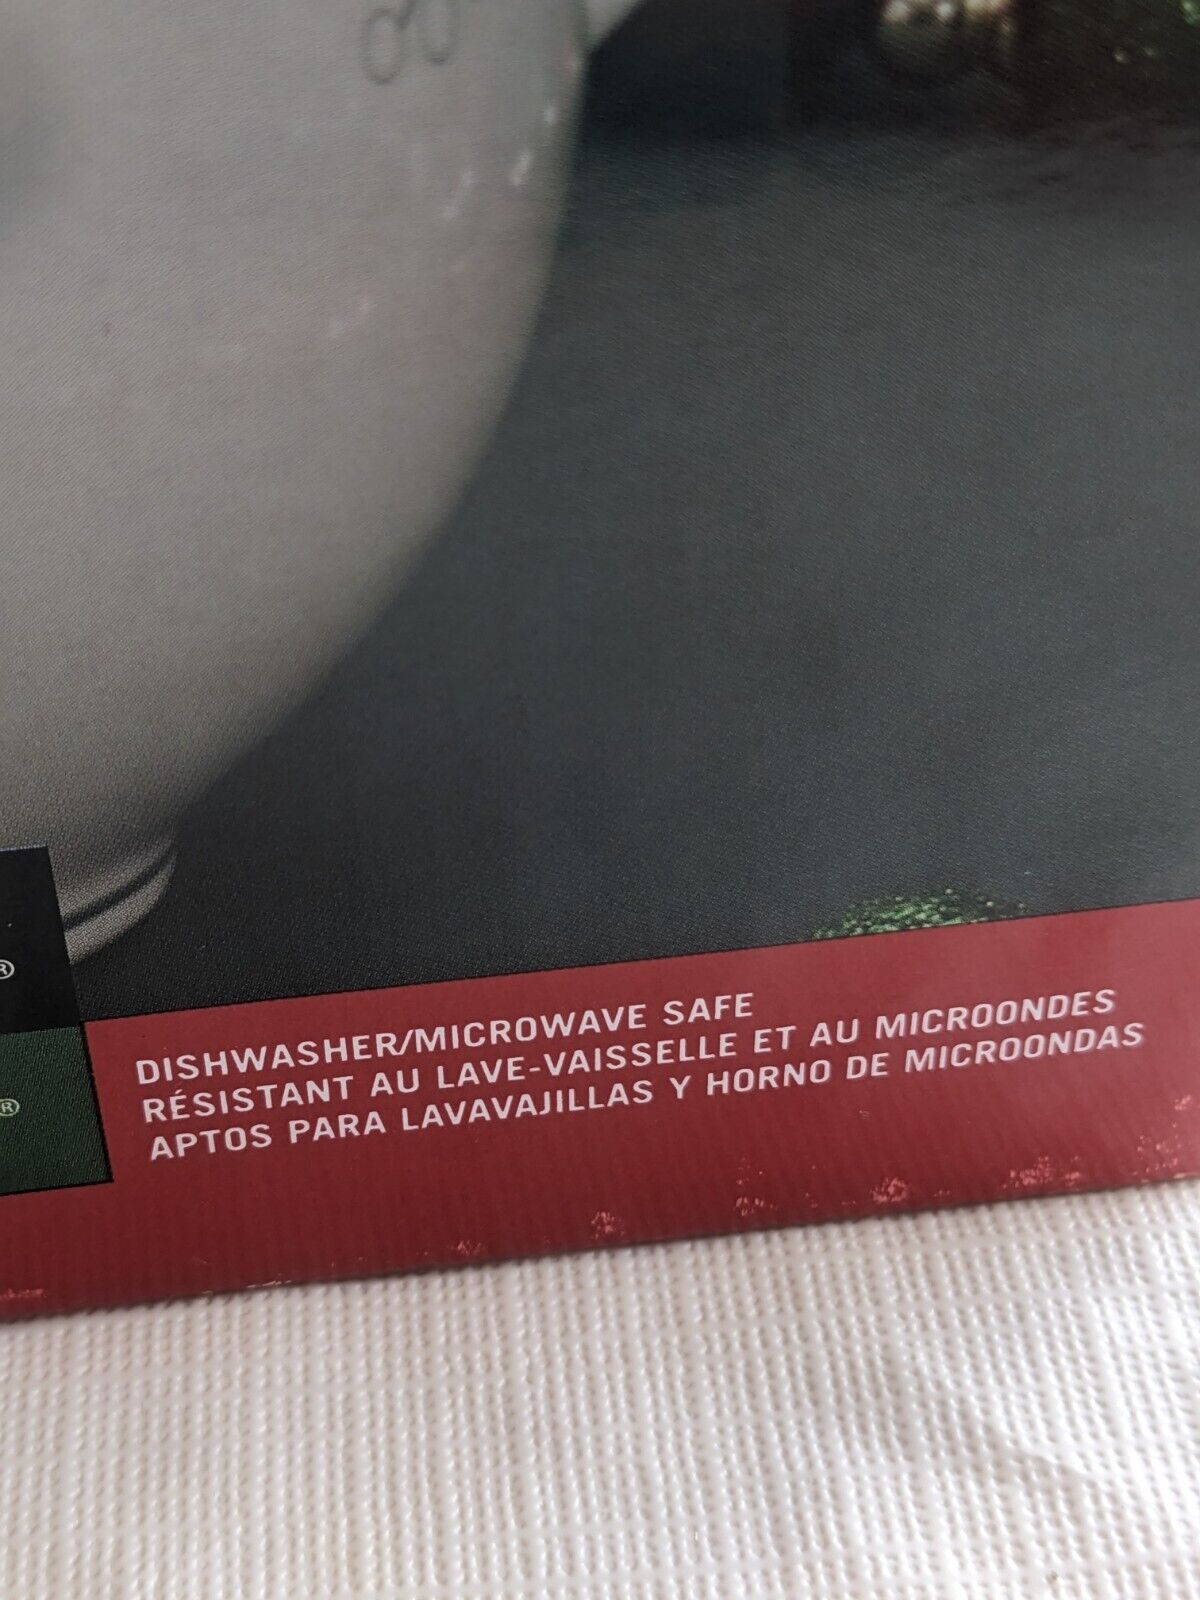 ®
®
DISHWASHER/MICROWAVE SAFE
RÉSISTANT AU LAVE-VAISSELLE ET AU MICROONDES
APTOS PARA LAVAVAJILLAS Y HORNO DE MICROONDAS